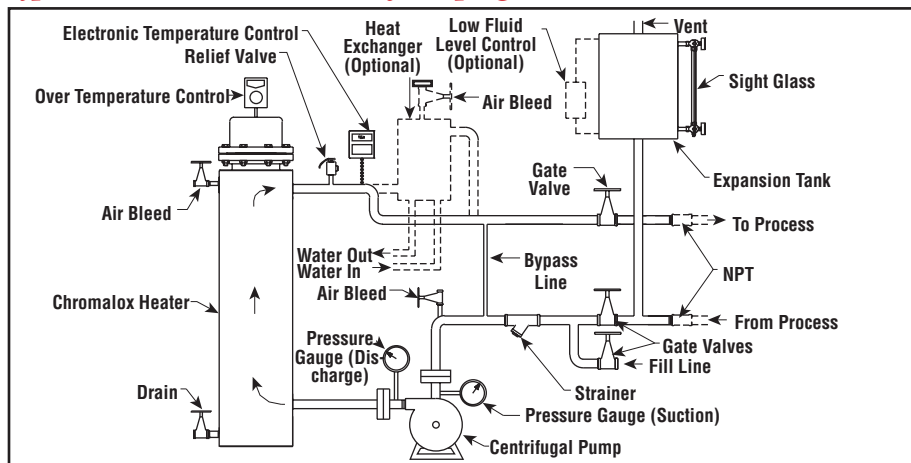 Electronic Temperature Control
Relief Valve
Over Temperature Control
Heat
Exchanger
(Optional)
Low Fluid
Level Control
(Optional)
Vent
Air Bleed
Sight Glass
Gate
Valve
Expansion Tank
Air Bleed
To Process
Water Out
Water In
Bypass
Line
NPT
Air Bleed
Chromalox Heater
From Process
Pressure
Gauge (Dis-
charge)
Gate Valves
Fill Line
Strainer
Drain
Pressure Gauge (Suction)
Centrifugal Pump